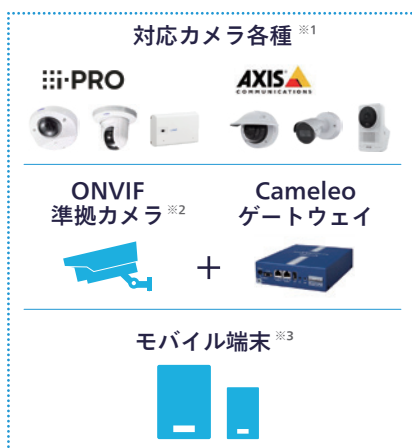 対応カメラ各種 ※1
i-PRO AXIS
COMMUNICATIONS
ONVIF
準拠カメラ ※2
Cameleo
ゲートウェイ
+
モバイル端末 ※3